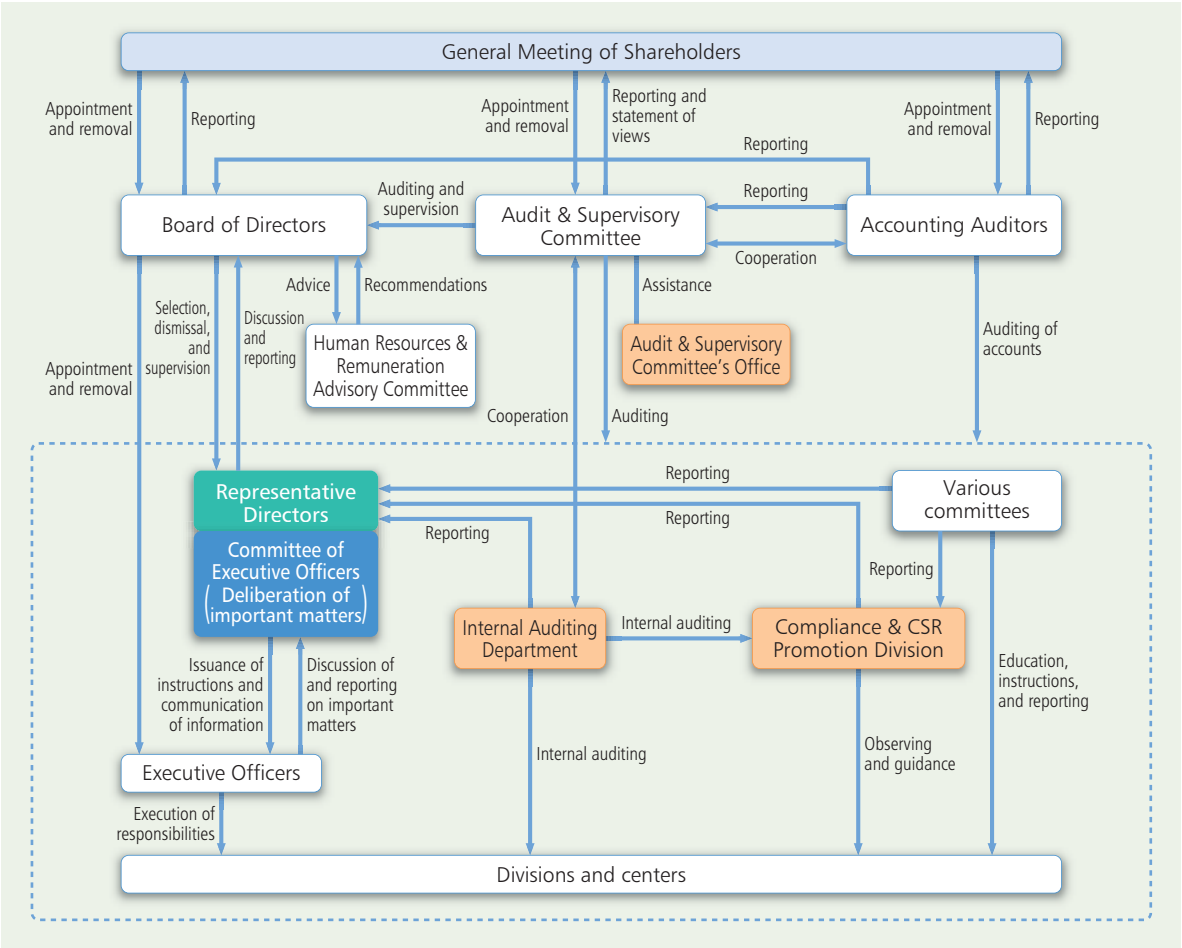 General Meeting of Shareholders
Appointment
and removal
Reporting
Appointment
and removal
Reporting and
statement of
views
Appointment
and removal
Reporting
Reporting
Board of Directors
Auditing and
supervision
Audit & Supervisory
Committee
Reporting
Cooperation
Accounting Auditors
Advice
Recommendations
Assistance
Selection,
dismissal,
and
supervision
Discussion
and
reporting
Appointment
and removal
Human Resources &
Remuneration
Advisory Committee
Audit & Supervisory
Committee's Office
Auditing of
accounts
Cooperation
Auditing
Representative
Directors
Reporting
Reporting
Reporting
Various
committees
Committee of
Executive Officers
(Deliberation of
important matters)
Reporting
Internal Auditing
Department
Internal auditing
Compliance & CSR
Promotion Division
Issuance of
instructions and
communication
of information
Discussion of
and reporting
on important
matters
Education,
instructions,
and reporting
Internal auditing
Observing
and guidance
Executive Officers
Execution of
responsibilities
Divisions and centers